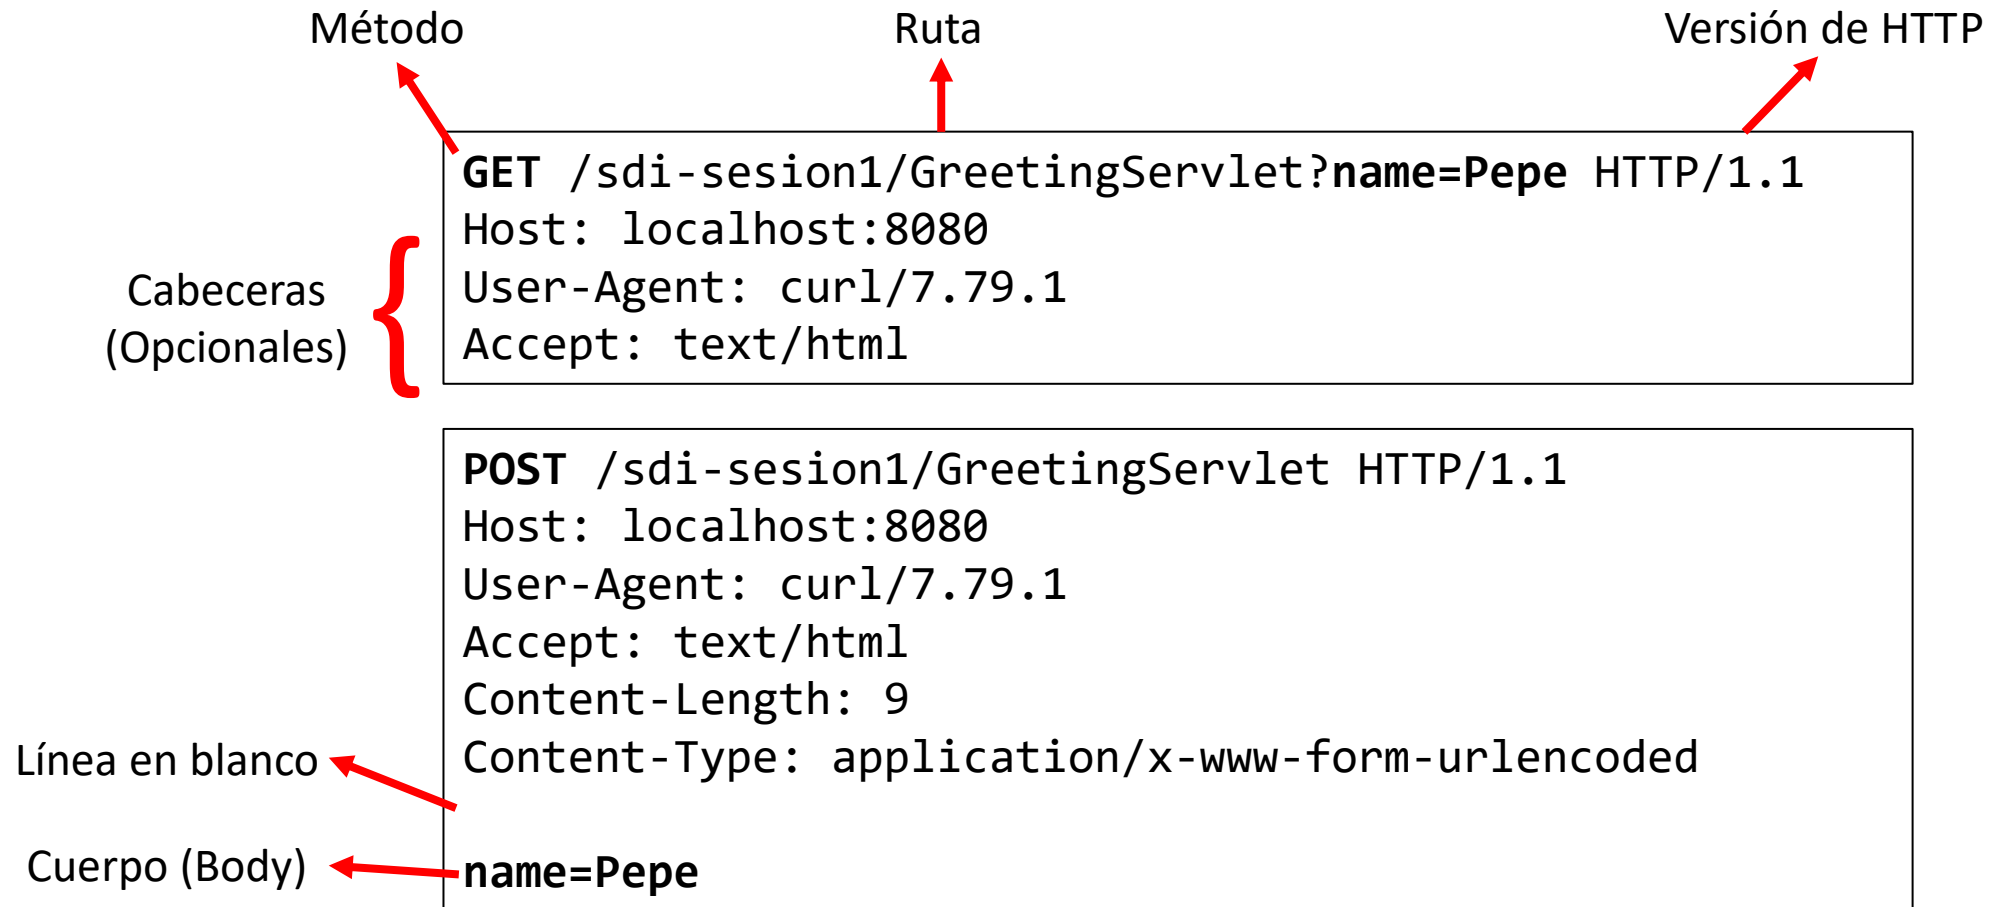 Método
Ruta
Versión de HTTP
GET /sdi-sesion1/GreetingServlet?name=Pepe HTTP/1.1
Host: localhost:8080
User-Agent: curl/7.79.1
Accept: text/html
Cabeceras
(Opcionales)
POST /sdi-sesion1/GreetingServlet HTTP/1.1
Host: localhost:8080
User-Agent: curl/7.79.1
Accept: text/html
Content-Length: 9
Content-Type: application/x-www-form-urlencoded
Línea en blanco
Cuerpo (Body)
name=Pepe